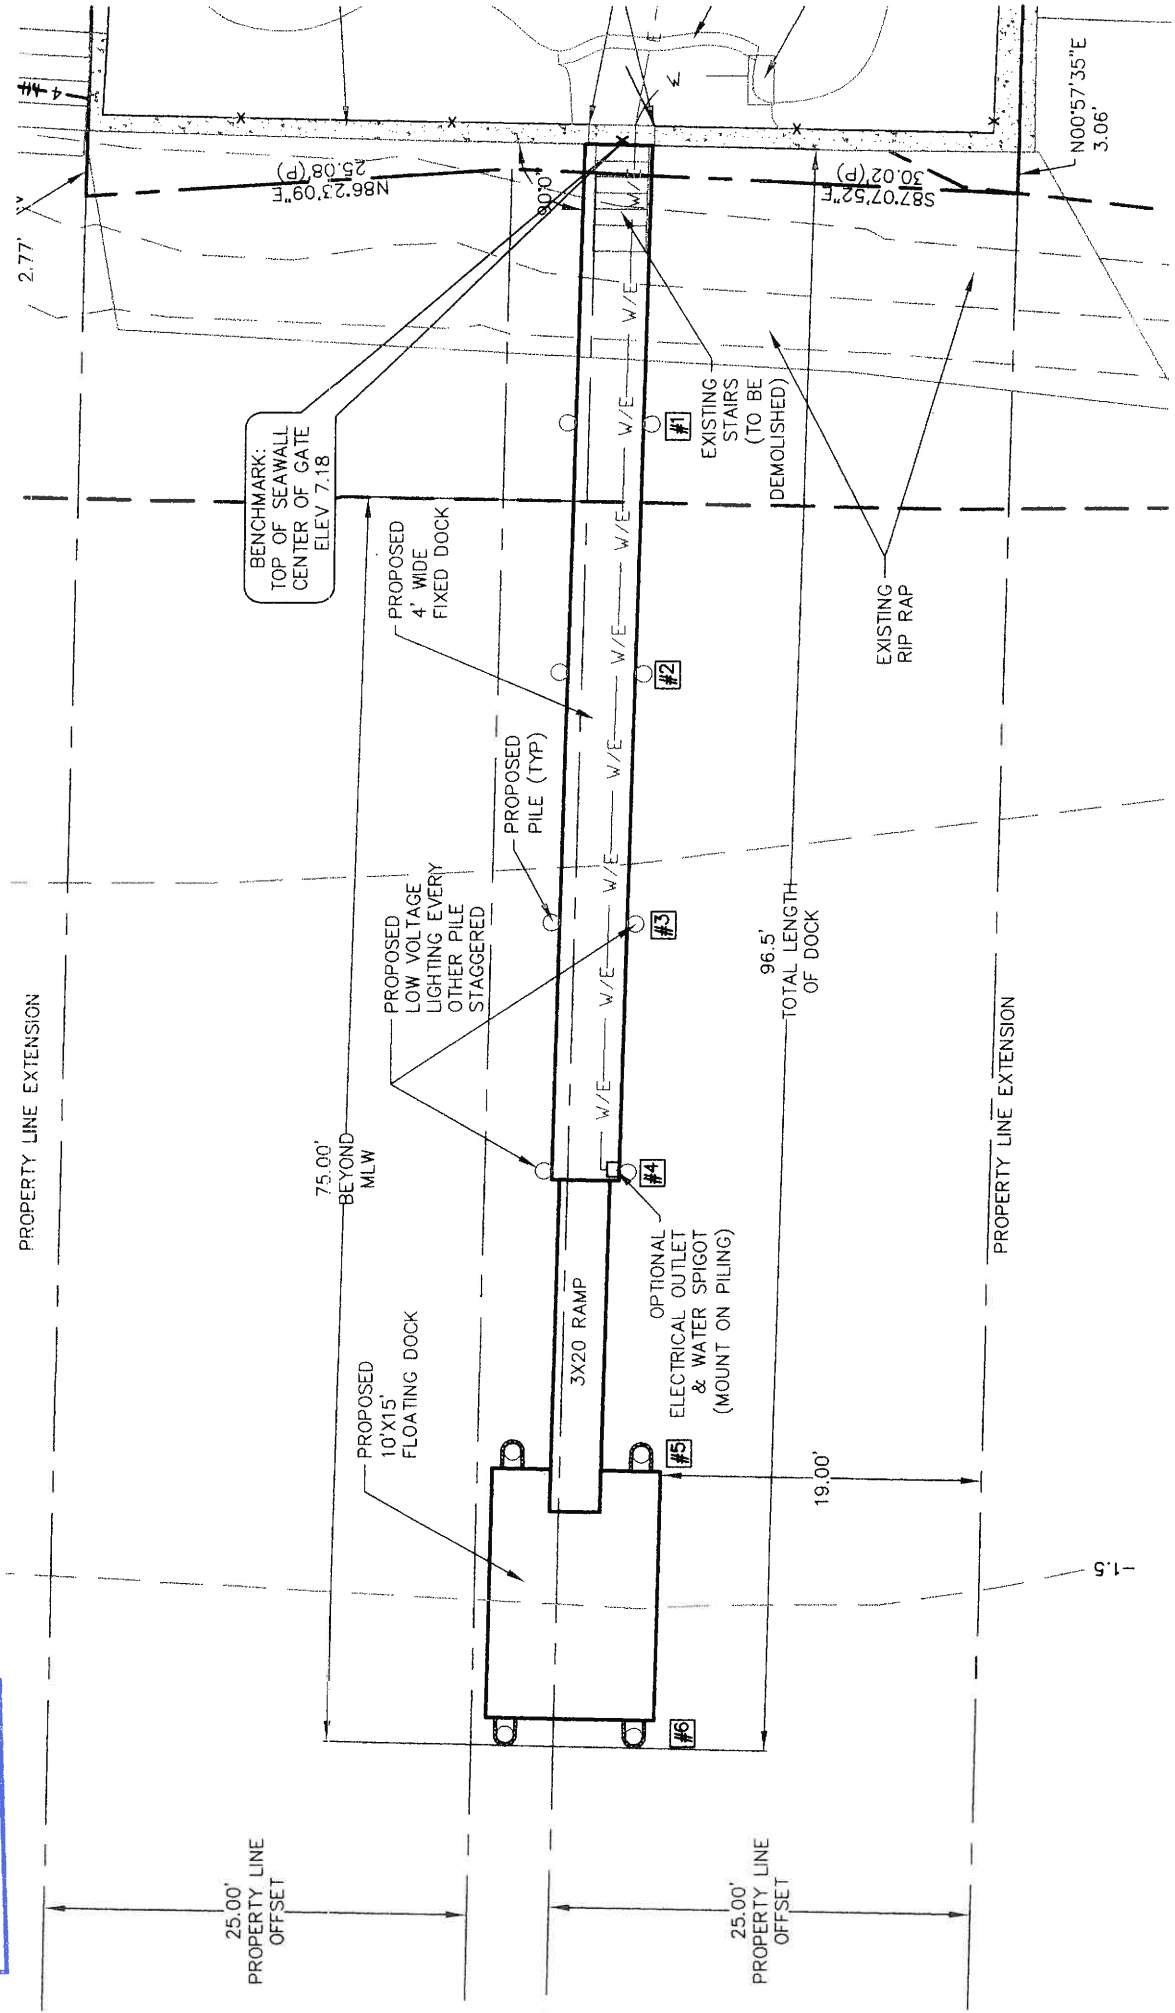 2.77'
4
N86°23'09"E
25.08'(P)
S87°07'52"E
30.02'(P)
N00°57'35"E
3.06'
BENCHMARK:
TOP OF SEAWALL
CENTER OF GATE
ELEV 7.18
W/E
W/E
W/E
W/E
W/E
W/E
W/E
W/E
#1
EXISTING
STAIRS
(TO BE
DEMOLISHED)
PROPOSED
4' WIDE
FIXED DOCK
EXISTING
RIP RAP
#2
PROPOSED
PILE (TYP)
PROPOSED
LOW VOLTAGE
LIGHTING EVERY
OTHER PILE
STAGGERED
#3
96.5'
TOTAL LENGTH
OF DOCK
PROPERTY LINE EXTENSION
PROPERTY LINE EXTENSION
75.00'
BEYOND
MLW
#4
OPTIONAL
ELECTRICAL OUTLET
& WATER SPIGOT
(MOUNT ON PILING)
3X20 RAMP
PROPOSED
10'X15'
FLOATING DOCK
#5
19.00'
-1.5
#6
25.00'
PROPERTY LINE
OFFSET
25.00'
PROPERTY LINE
OFFSET